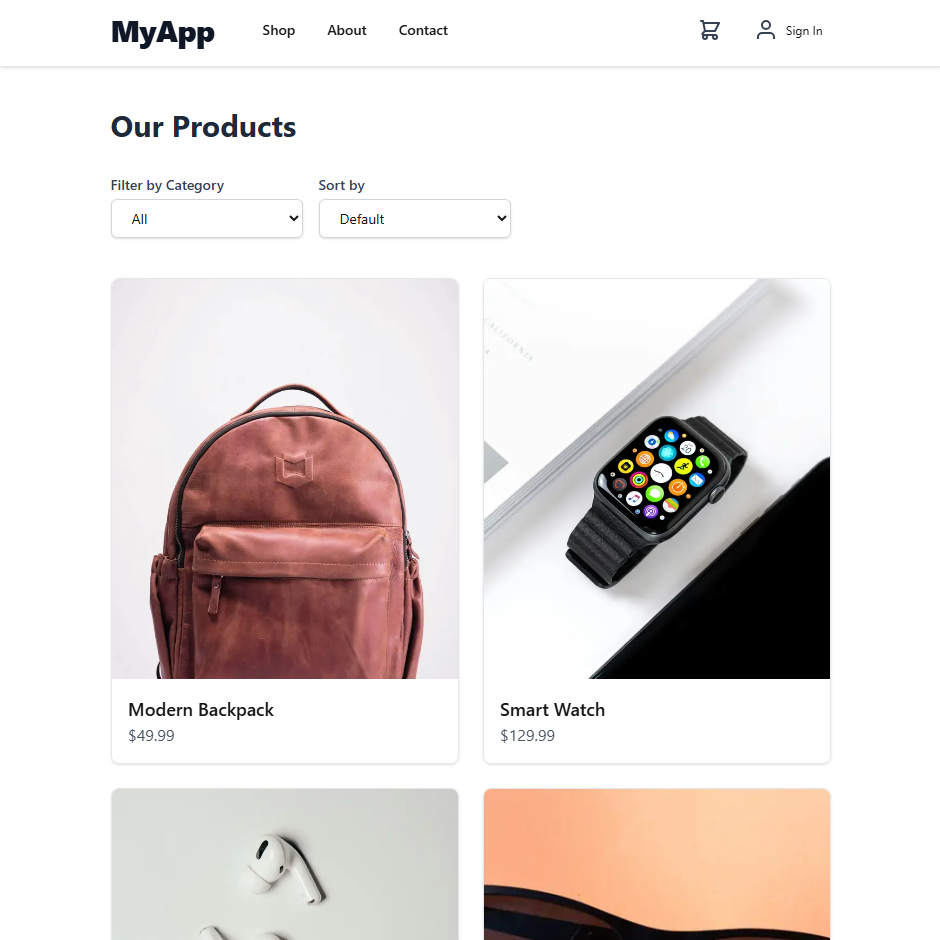 MyApp Shop About Contact Sign In
Our Products
Filter by Category Sort by
All Default
CALIFORNIA
Modern Backpack Smart Watch
$49.99 $129.99